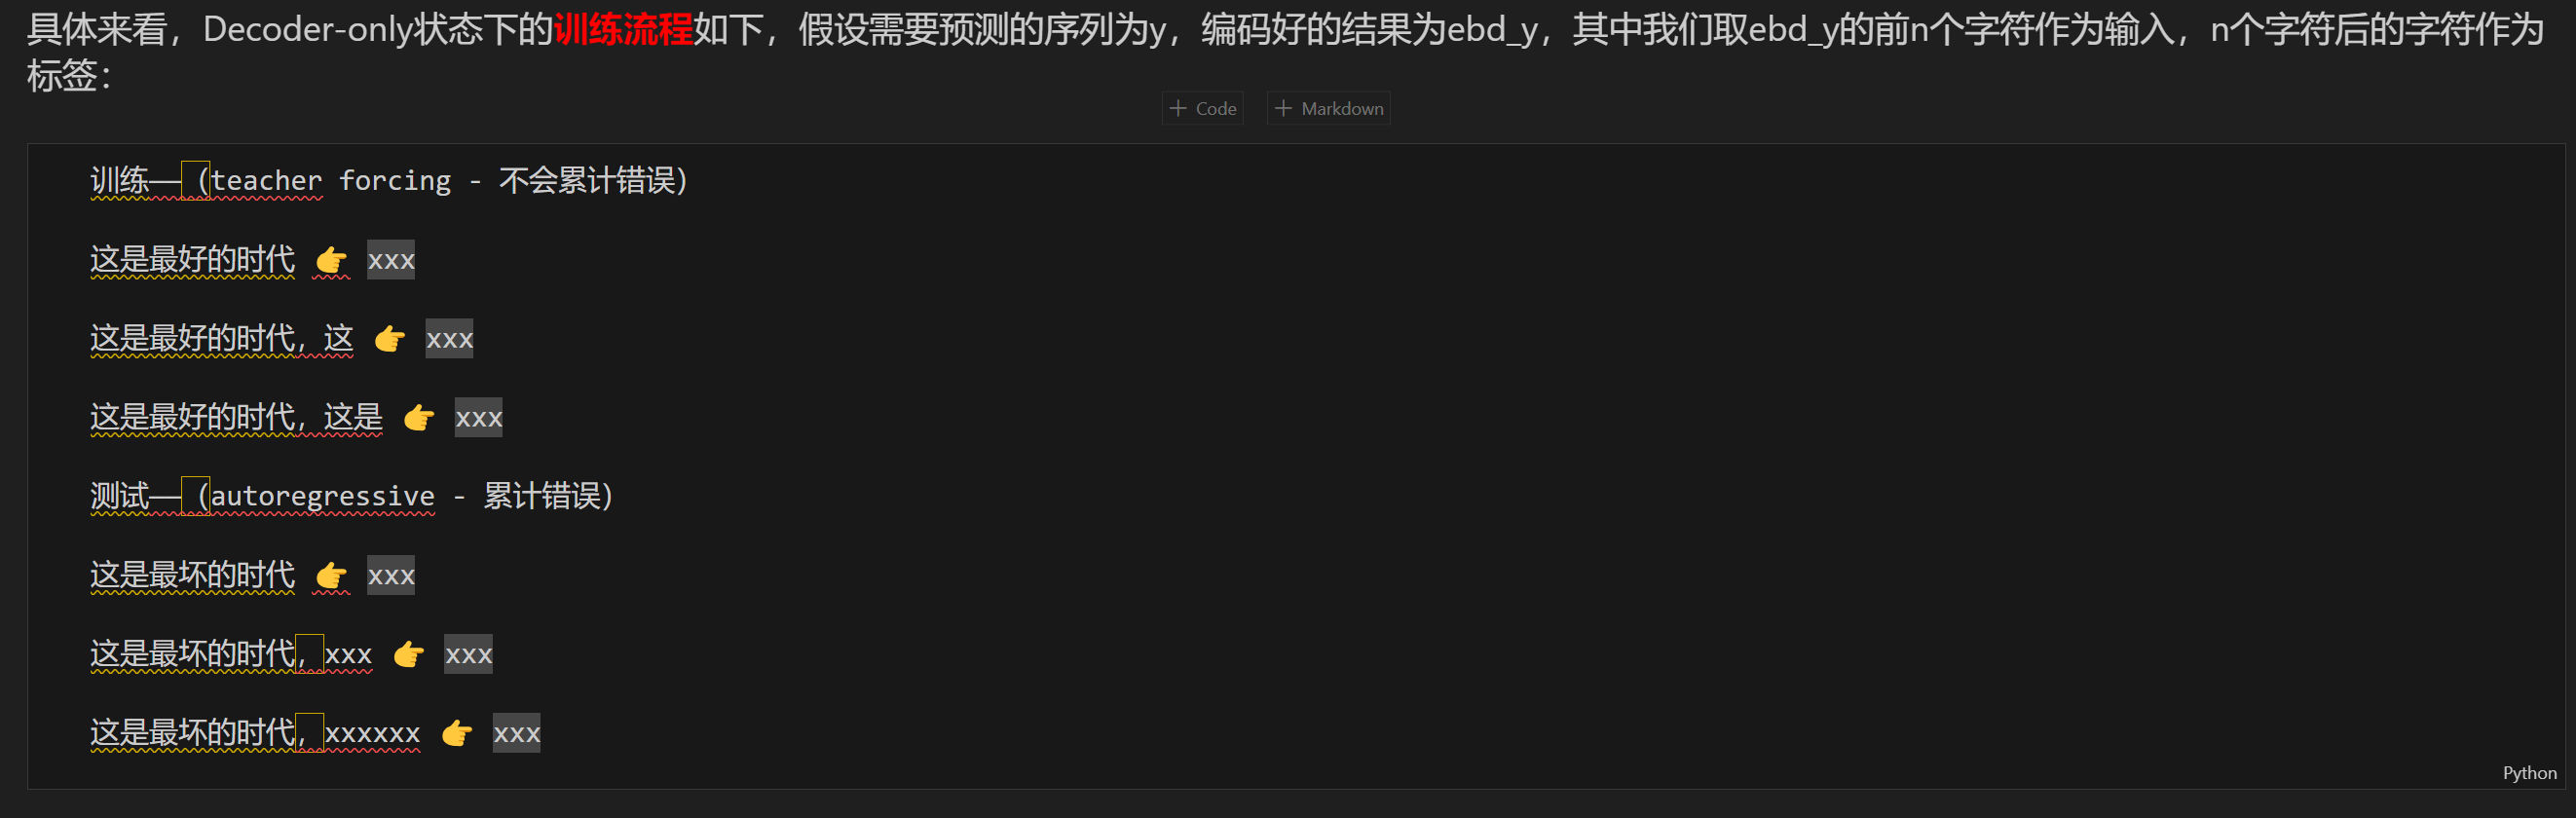 具体来看，Decoder-only状态下的训练流程如下，假设需要预测的序列为y，编码好的结果为ebd_y，其中我们取ebd_y的前n个字符作为输入，n个字符后的字符作为
标签：
+ Code + Markdown
训练——（teacher forcing - 不会累计错误）
这是最好的时代 👉 xxx
这是最好的时代，这 👉 xxx
这是最好的时代，这是 👉 xxx
测试——（autoregressive - 累计错误）
这是最坏的时代 👉 xxx
这是最坏的时代，xxx 👉 xxx
这是最坏的时代，xxxxxx 👉 xxx
Python